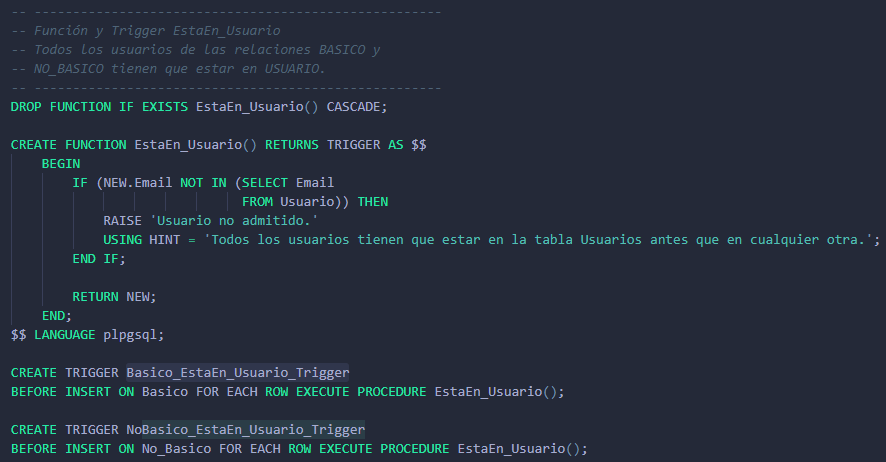 -- -----------------------------------------------------
-- Función y Trigger EstaEn_Usuario
-- Todos los usuarios de las relaciones BASICO y
-- NO_BASICO tienen que estar en USUARIO.
-- -----------------------------------------------------
DROP FUNCTION IF EXISTS EstaEn_Usuario() CASCADE;

CREATE FUNCTION EstaEn_Usuario() RETURNS TRIGGER AS $$
    BEGIN
        IF (NEW.Email NOT IN (SELECT Email
                              FROM Usuario)) THEN
            RAISE 'Usuario no admitido.'
            USING HINT = 'Todos los usuarios tienen que estar en la tabla Usuarios antes que en cualquier otra.';
        END IF;

        RETURN NEW;
    END;
$$ LANGUAGE plpgsql;

CREATE TRIGGER Basico_EstaEn_Usuario_Trigger
BEFORE INSERT ON Basico FOR EACH ROW EXECUTE PROCEDURE EstaEn_Usuario();

CREATE TRIGGER NoBasico_EstaEn_Usuario_Trigger
BEFORE INSERT ON No_Basico FOR EACH ROW EXECUTE PROCEDURE EstaEn_Usuario();